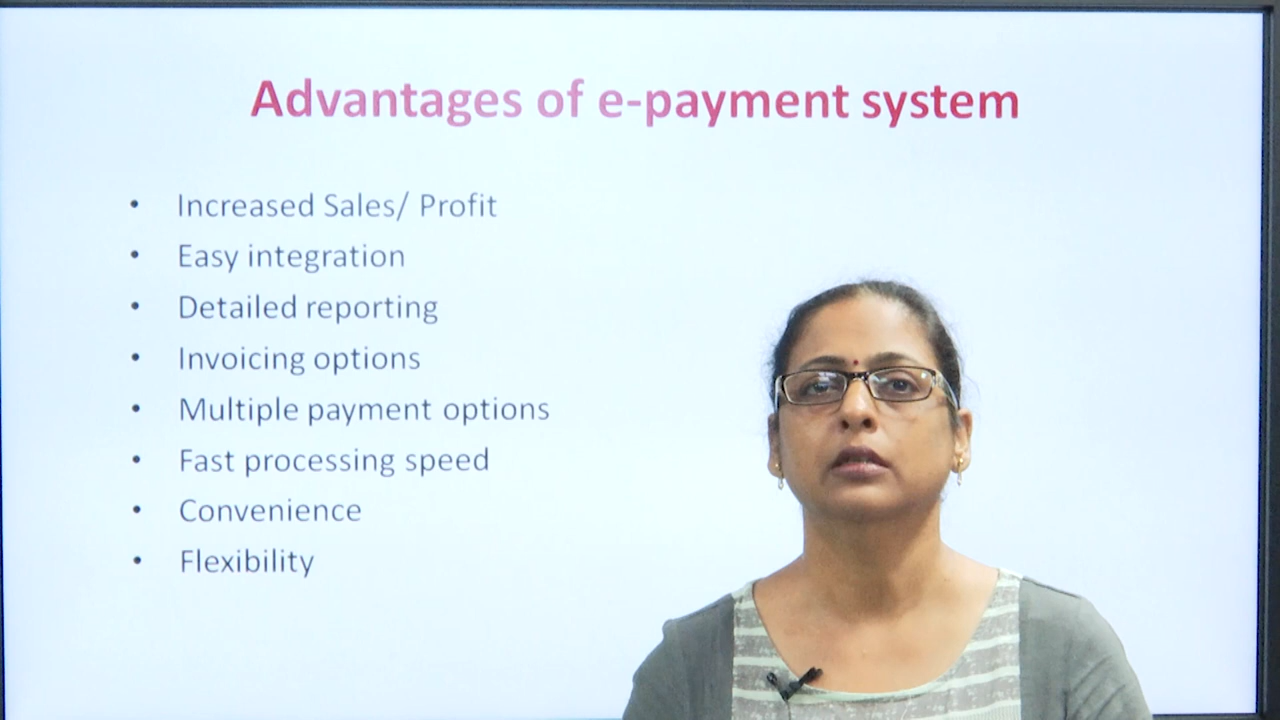 Advantages of e-payment system
• Increased Sales/ Profit
• Easy integration
• Detailed reporting
• Invoicing options
• Multiple payment options
• Fast processing speed
• Convenience
• Flexibility